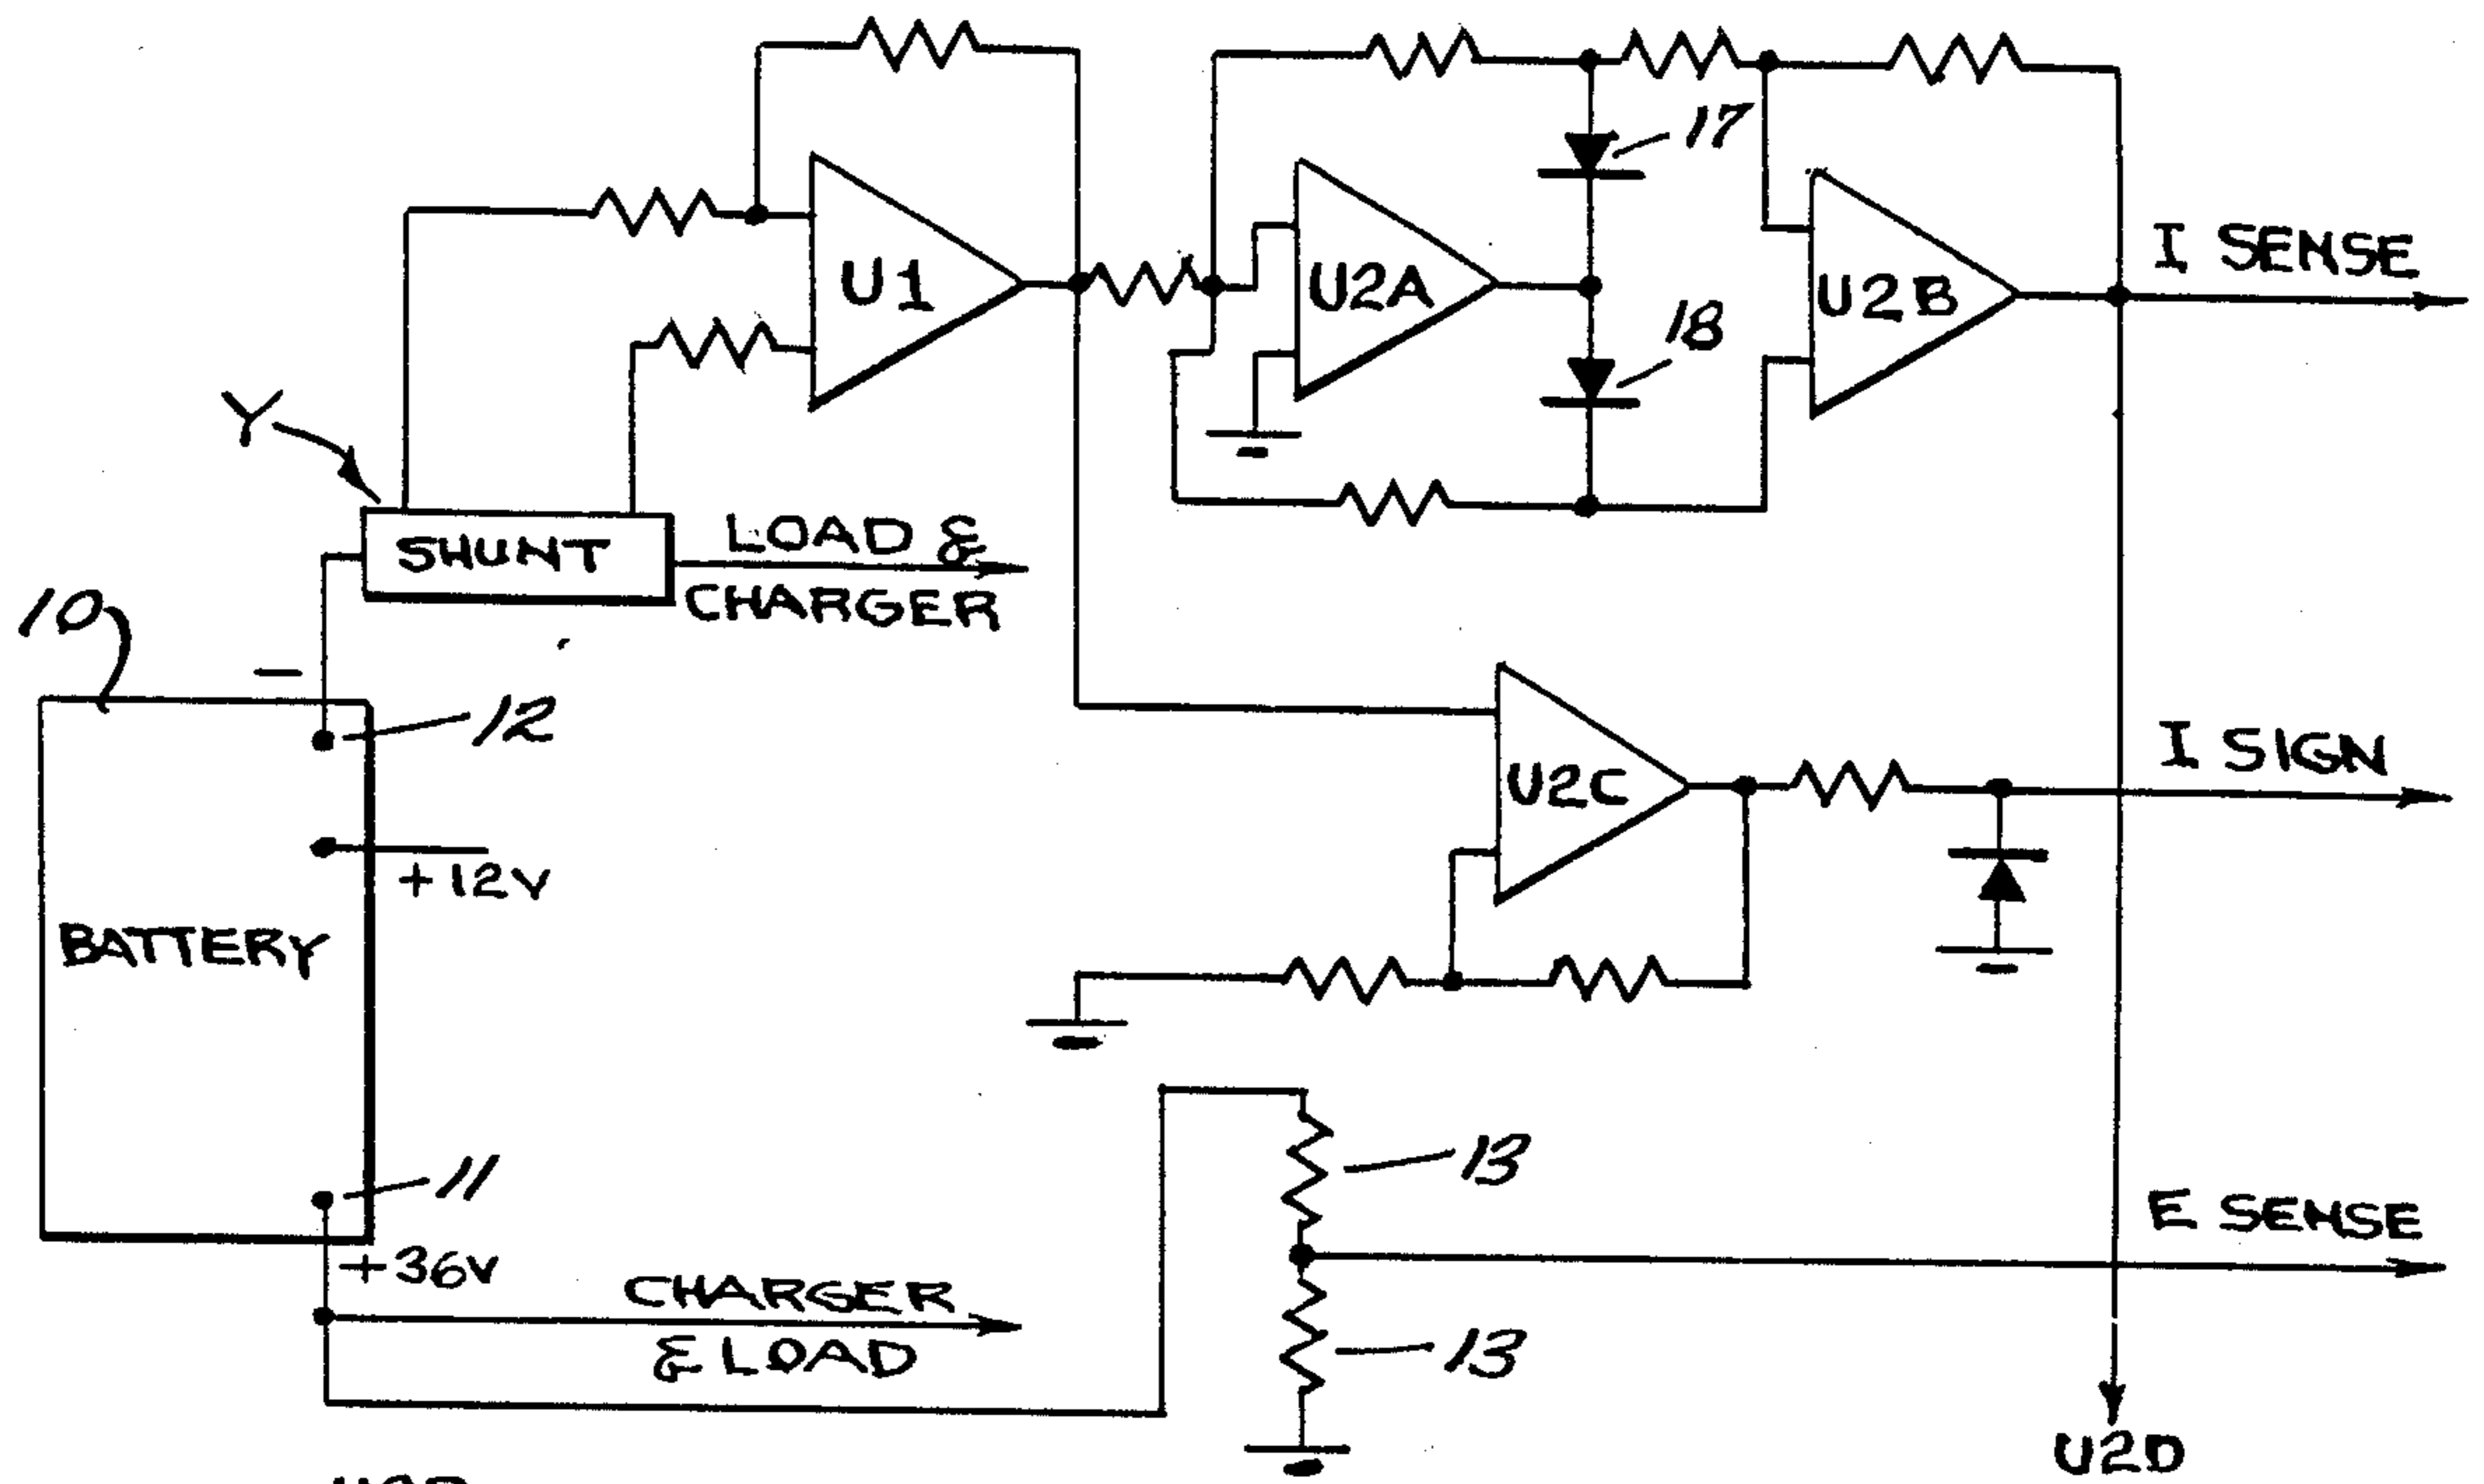 17
I SENSE
U1
U2A
U2B
18
Y
SHUNT
LOAD &
CHARGER
10
−
12
I SIGN
U2C
+12V
BATTERY
11
13
E SENSE
+36V
CHARGER
& LOAD
13
U2D